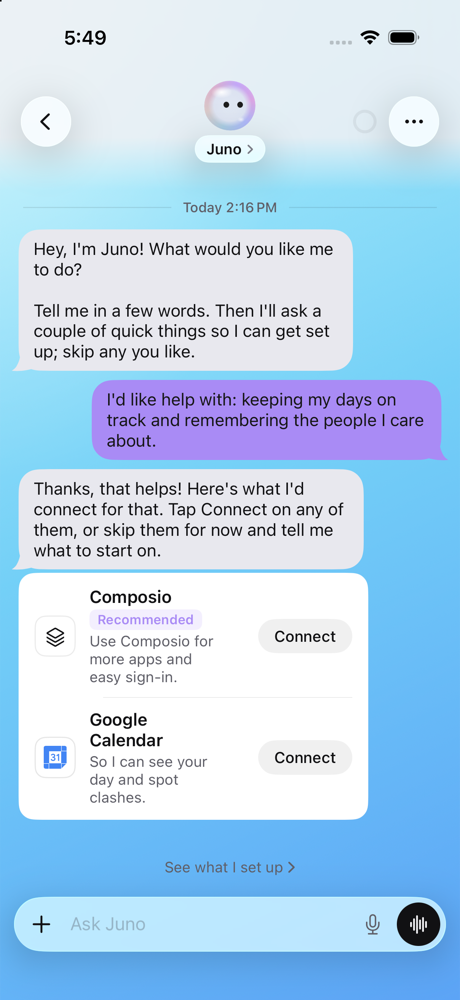 5:49
Juno
Today 2:16 PM
Hey, I'm Juno! What would you like me
to do?
Tell me in a few words. Then I'll ask a
couple of quick things so I can get set
up; skip any you like.
I'd like help with: keeping my days on
track and remembering the people I care
about.
Thanks, that helps! Here's what I'd
connect for that. Tap Connect on any of
them, or skip them for now and tell me
what to start on.
Composio
Recommended
Use Composio for
more apps and
easy sign-in.
Connect
31
Google
Calendar
So I can see your
day and spot
clashes.
Connect
See what I set up
Ask Juno